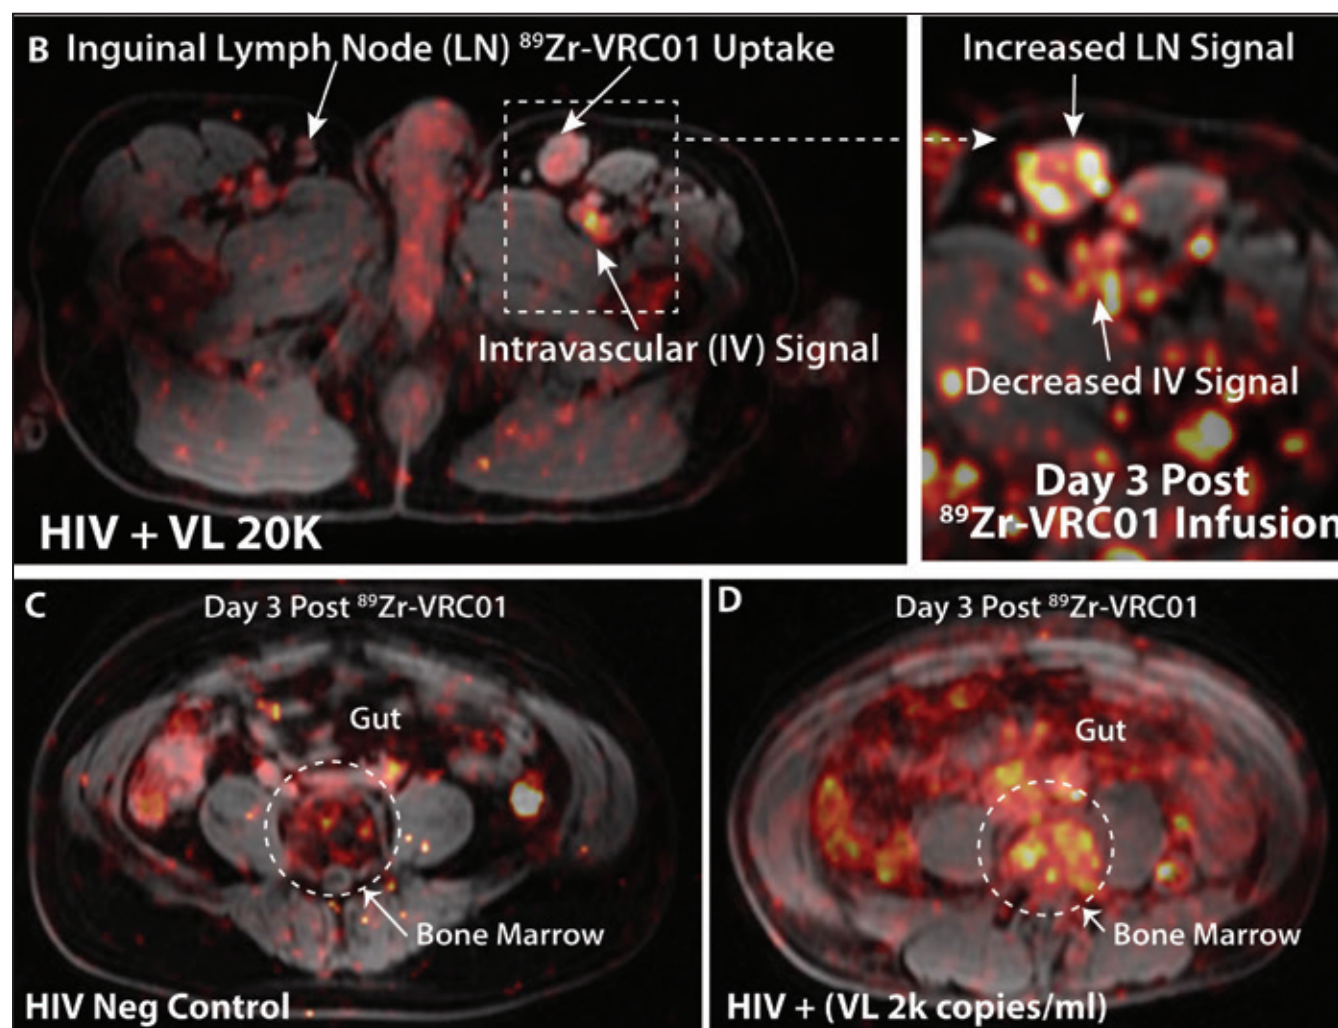 B Inguinal Lymph Node (LN) ⁸⁹Zr-VRC01 Uptake
Intravascular (IV) Signal
HIV + VL 20K
Increased LN Signal
Decreased IV Signal
Day 3 Post
⁸⁹Zr-VRC01 Infusion
C Day 3 Post ⁸⁹Zr-VRC01
Gut
Bone Marrow
HIV Neg Control
D Day 3 Post ⁸⁹Zr-VRC01
Gut
Bone Marrow
HIV + (VL 2k copies/ml)